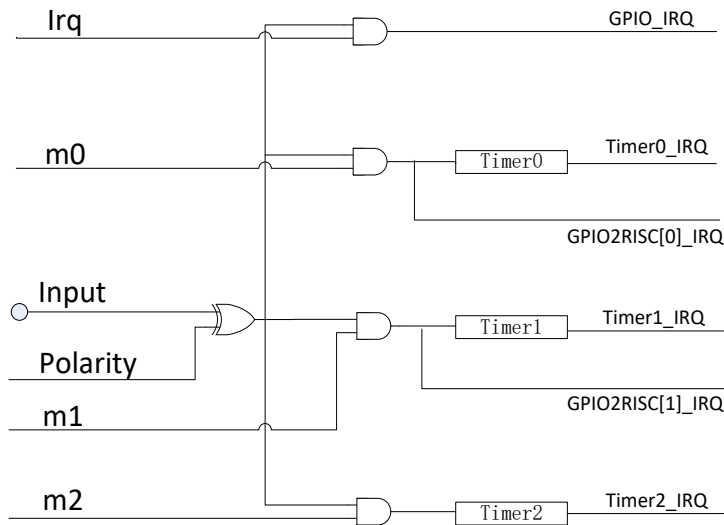 Irq
GPIO_IRQ
m0
Timer0
Timer0_IRQ
GPIO2RISC[0]_IRQ
Input
Timer1
Timer1_IRQ
Polarity
GPIO2RISC[1]_IRQ
m1
m2
Timer2
Timer2_IRQ